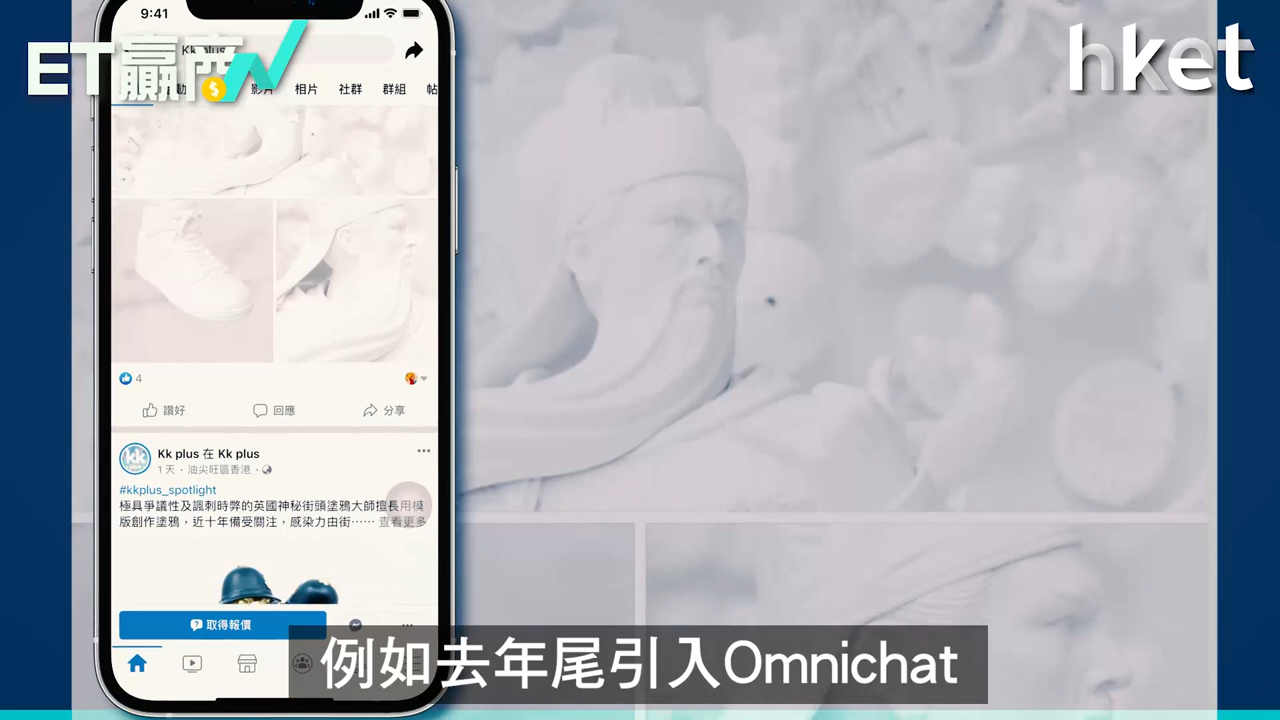 9:41
hket
ET贏商
Kk plus
影片 相片 社群 群組 帖
4
讚好 回應 分享
Kk plus 在 Kk plus
1 天 · 油尖旺區香港 ·
#kkplus_spotlight
極具爭議性及諷刺時弊的英國神秘街頭塗鴉大師擅長用模
版創作塗鴉，近十年備受關注，感染力由街…… 查看更多
取得報價
例如去年尾引入Omnichat